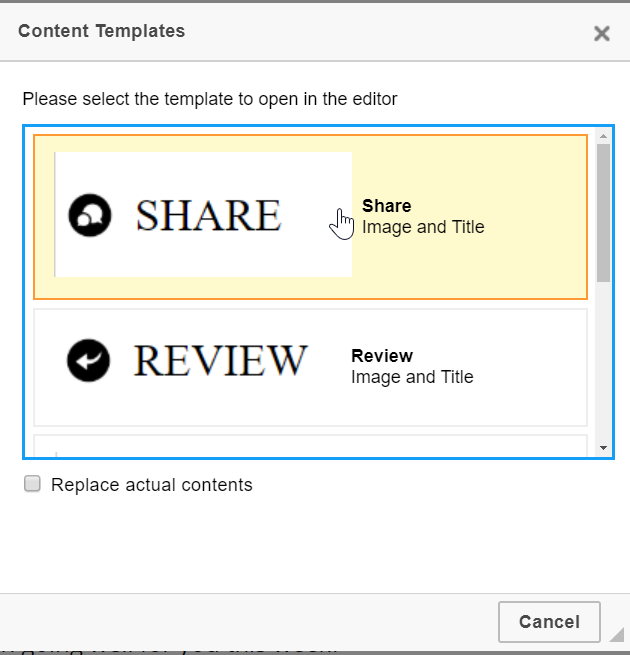 Content Templates
Please select the template to open in the editor
SHARE
Share
Image and Title
REVIEW
Review
Image and Title
Replace actual contents
Cancel